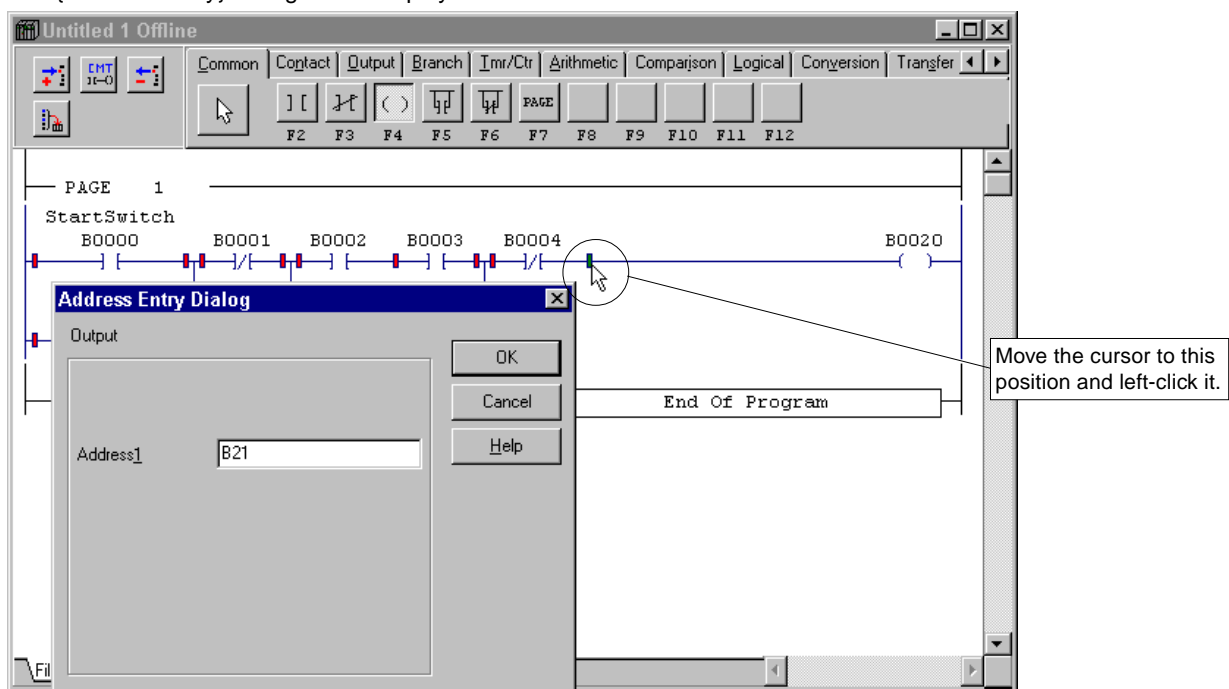 Untitled 1 Offline
Common Contact Output Branch Tmr/Ctr Arithmetic Comparison Logical Conversion Transfer
CMT
PAGE
F2 F3 F4 F5 F6 F7 F8 F9 F10 F11 F12
PAGE 1
StartSwitch
B0000 B0001 B0002 B0003 B0004 B0020
Address Entry Dialog
Output
OK
Move the cursor to this
position and left-click it.
Cancel
End Of Program
Help
Address1
B21
Fil